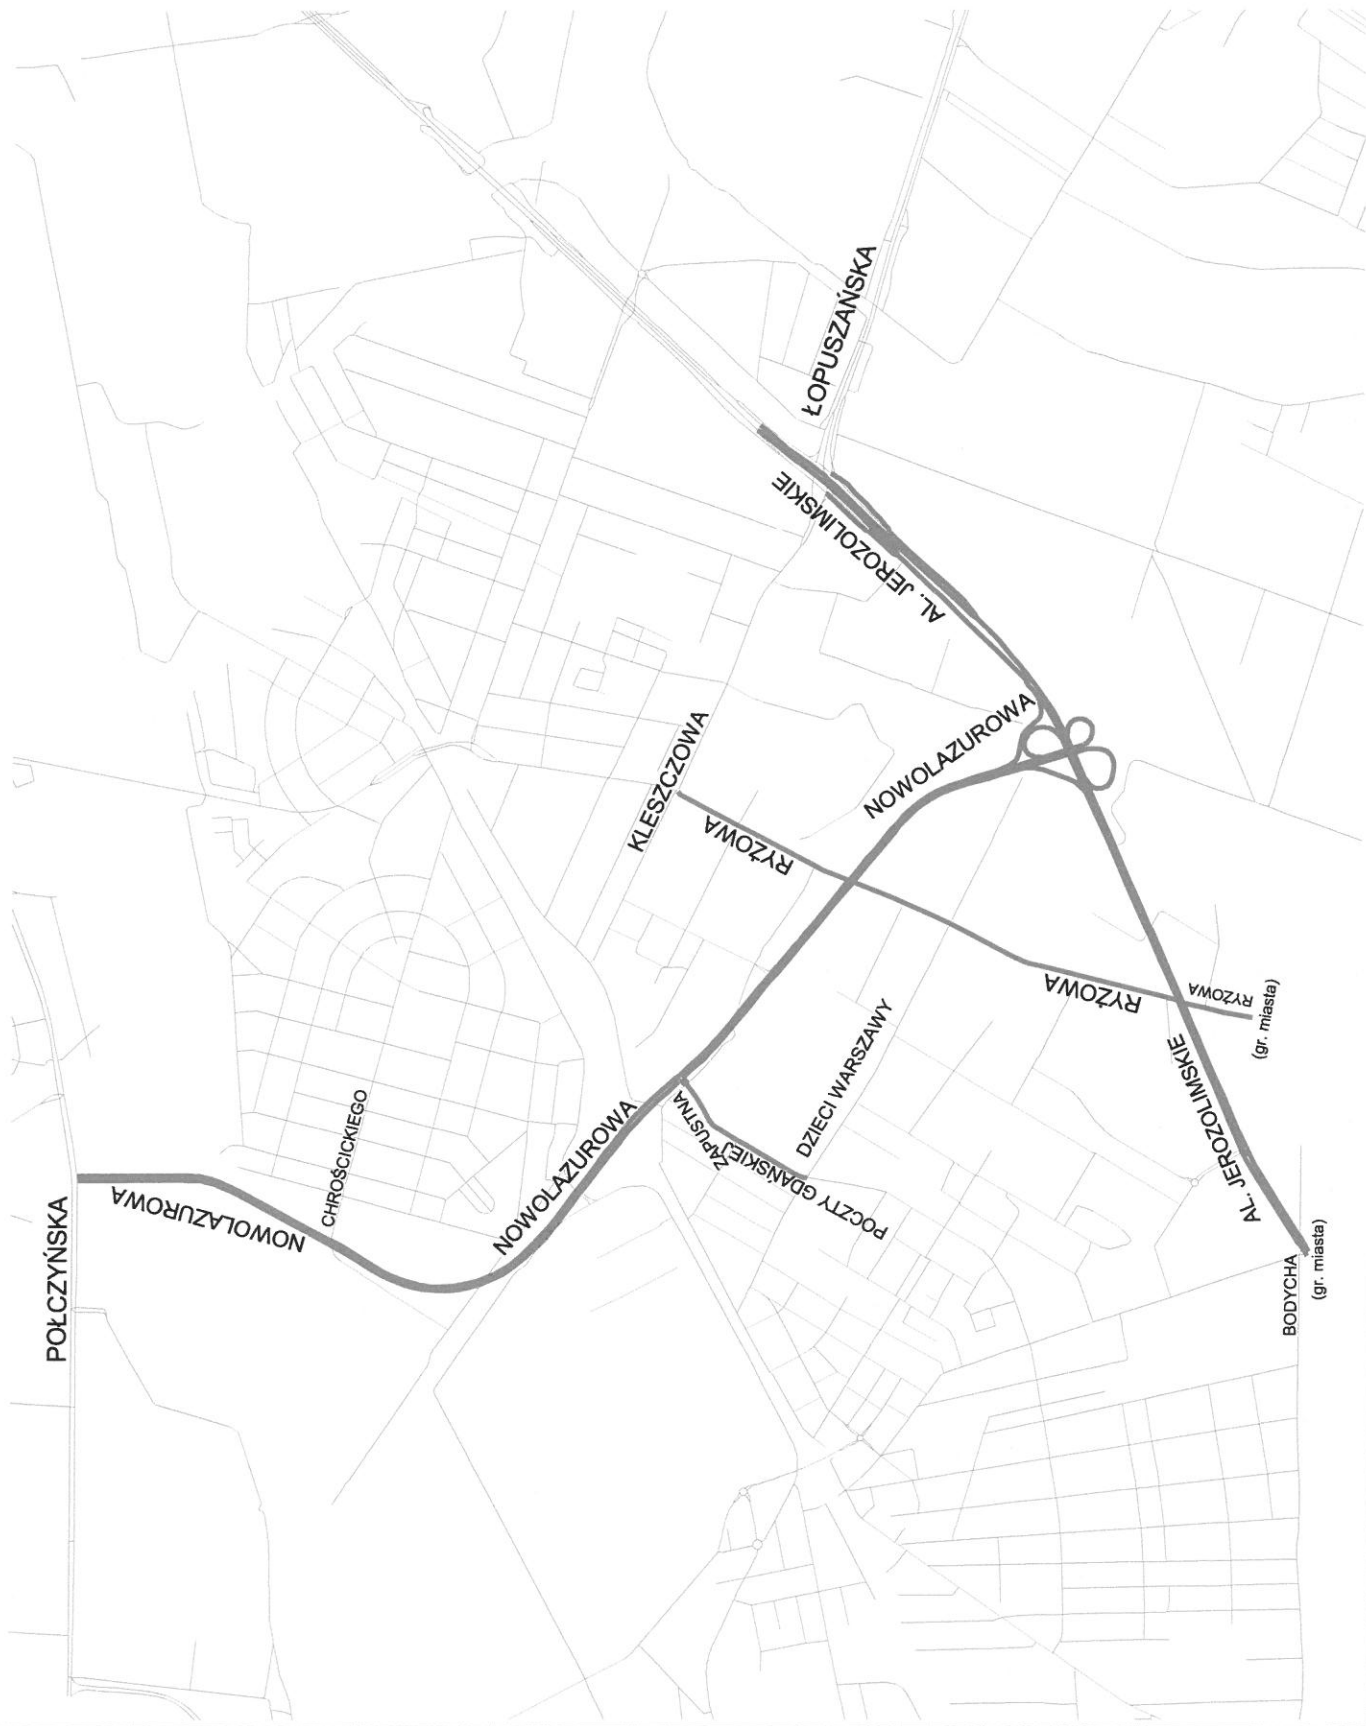 ŁOPUSZAŃSKA
AL. JEROZOLIMSKIE
NOWOLAZUROWA
KLESZCZOWA
RYŻOWA
RYŻOWA
RYŻOWA
(gr. miasta)
DZIECI WARSZAWY
ZAPUSTNA
POCZTY GDAŃSKIEJ
NOWOLAZUROWA
CHROŚCICKIEGO
NOWOLAZUROWA
POŁCZYŃSKA
AL. JEROZOLIMSKIE
BODYCHA
(gr. miasta)